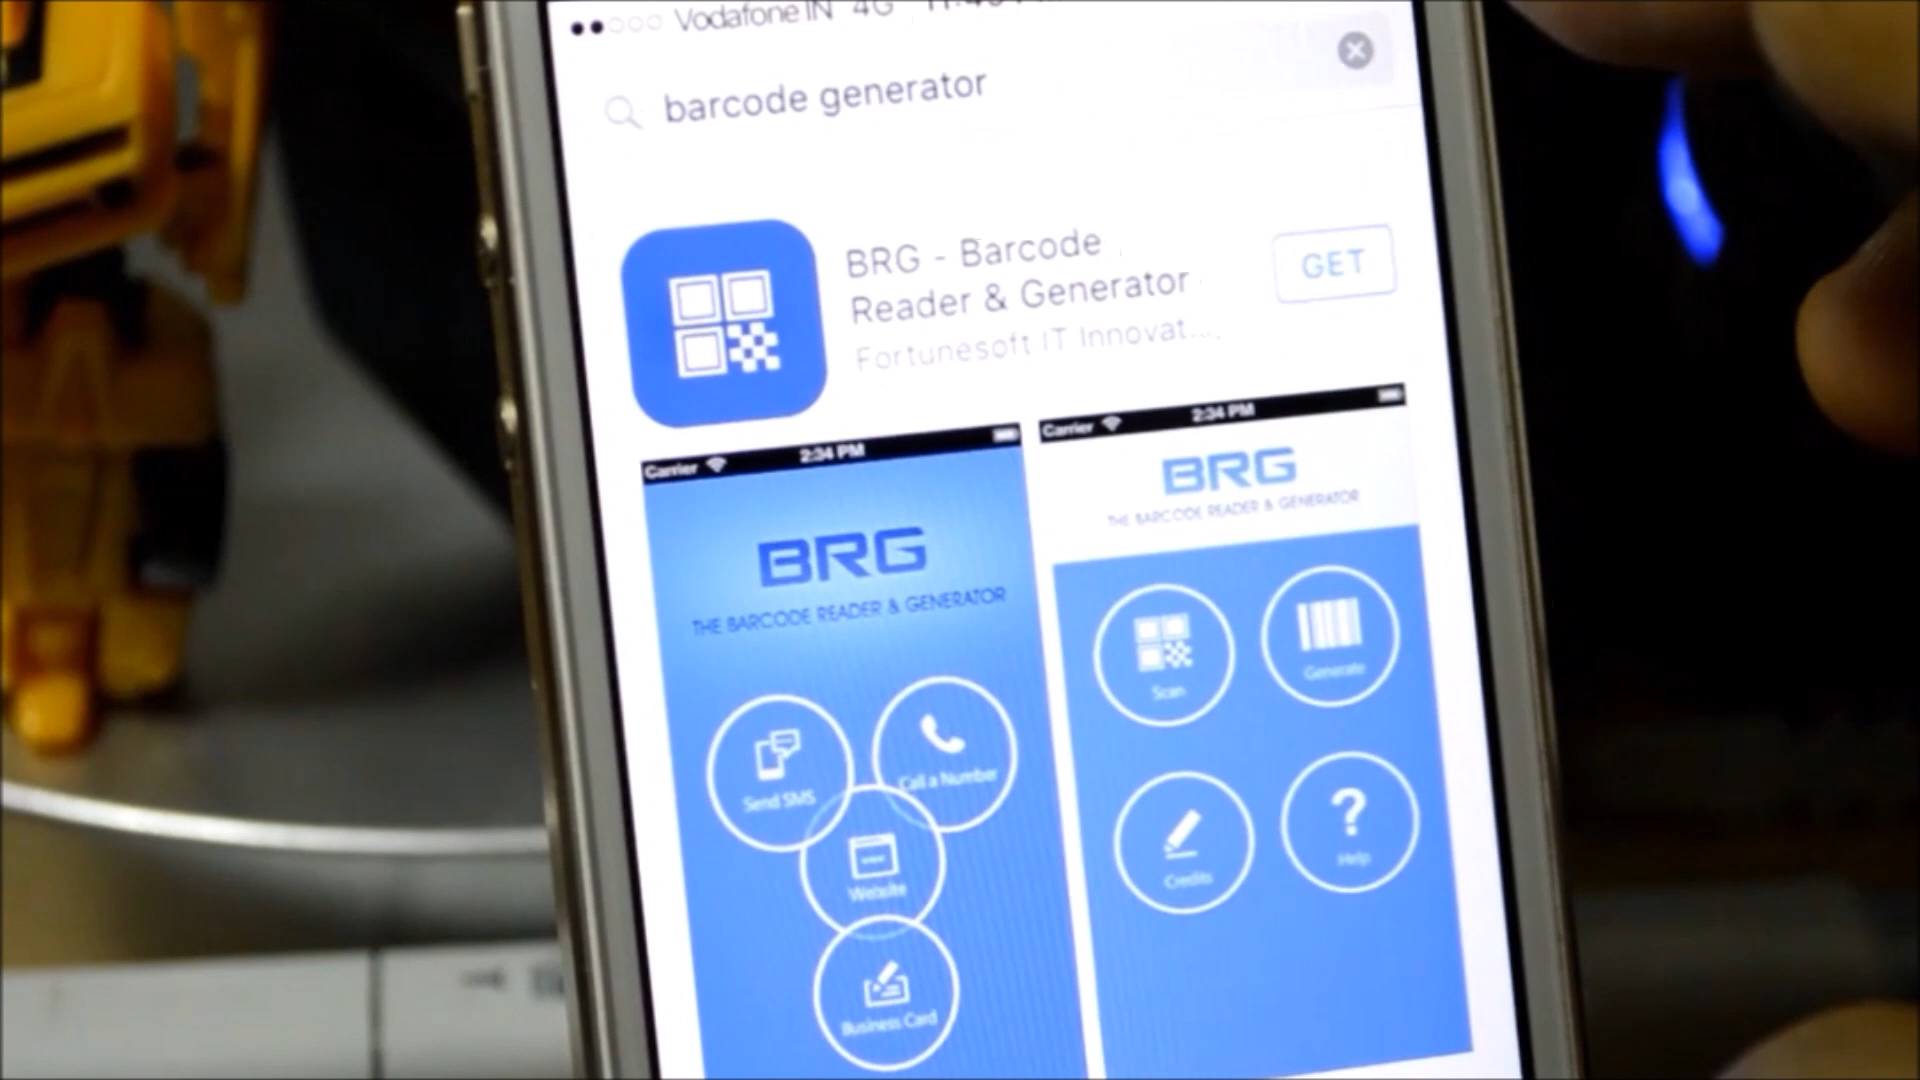 Vodafone IN 4G
barcode generator
BRG - Barcode
Reader & Generator
Fortunesoft IT Innovat...
GET
Carrier 2:34 PM
BRG
THE BARCODE READER & GENERATOR
Send SMS
Call a Number
Website
Business Card
Carrier 2:34 PM
BRG
THE BARCODE READER & GENERATOR
Scan
Generate
Credits
Help